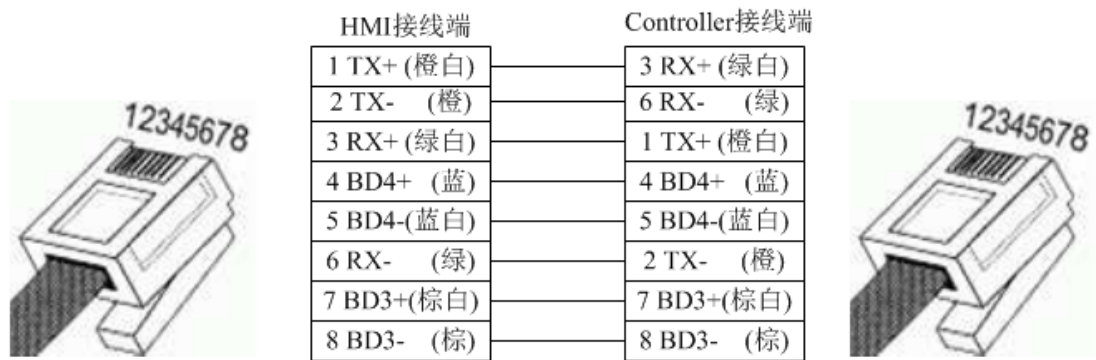 HMI接线端 Controller接线端
12345678 1 TX+ (橙白) 3 RX+ (绿白) 12345678
2 TX- (橙) 6 RX- (绿)
3 RX+ (绿白) 1 TX+ (橙白)
4 BD4+ (蓝) 4 BD4+ (蓝)
5 BD4-(蓝白) 5 BD4-(蓝白)
6 RX- (绿) 2 TX- (橙)
7 BD3+(棕白) 7 BD3+(棕白)
8 BD3- (棕) 8 BD3- (棕)